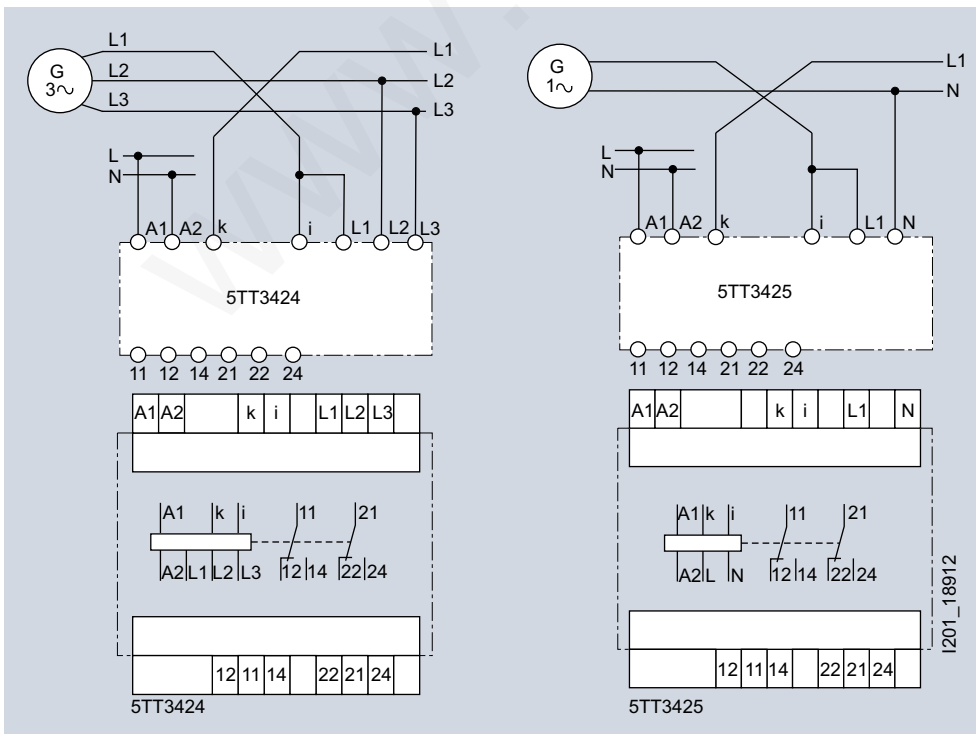 L1
G
3~
L2
L3
L1
L2
L3
L
N
A1 A2 k i L1 L2 L3
5TT3424
11 12 14 21 22 24
A1 A2 k i L1 L2 L3
A1 k i 11 21
A2 L1 L2 L3 12 14 22 24
12 11 14 22 21 24
5TT3424
G
1~
L1
N
L
N
A1 A2 k i L1 N
5TT3425
11 12 14 21 22 24
A1 A2 k i L1 N
A1 k i 11 21
A2 L N 12 14 22 24
12 11 14 22 21 24
5TT3425
I201_18912